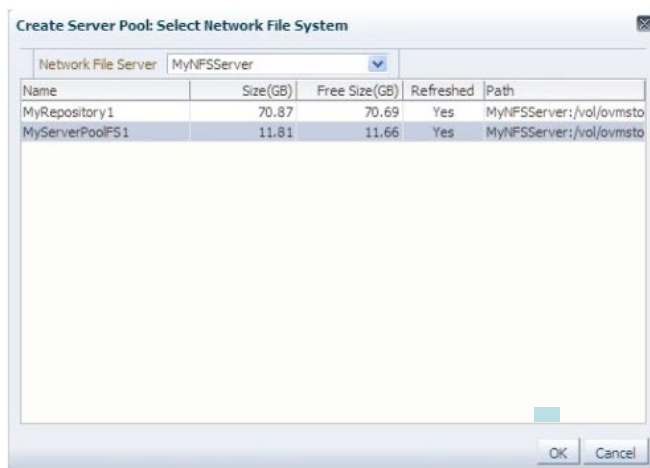 Create Server Pool: Select Network File System
Network File Server MyNFSServer
Name Size(GB) Free Size(GB) Refreshed Path
MyRepository1 70.87 70.69 Yes MyNFSServer:/vol/ovmsto
MyServerPoolFS1 11.81 11.66 Yes MyNFSServer:/vol/ovmsto
OK Cancel